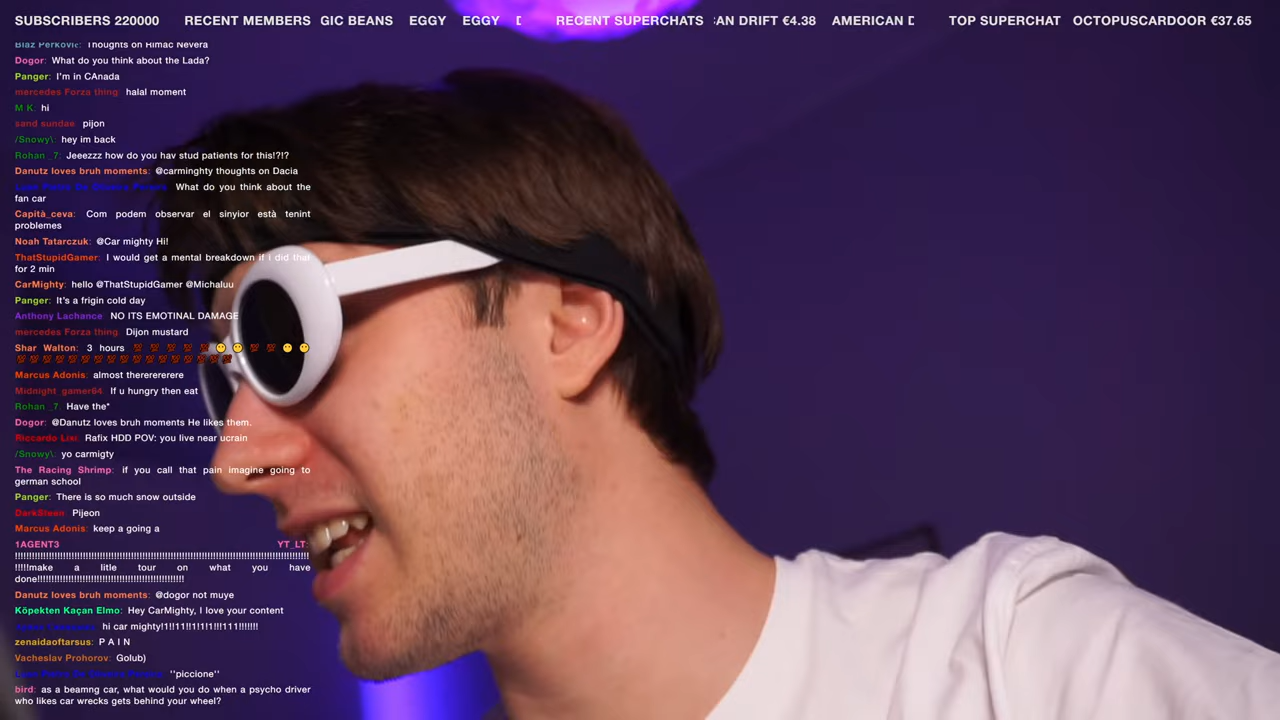 SUBSCRIBERS 220000 RECENT MEMBERS GIC BEANS EGGY EGGY RECENT SUPERCHATS AN DRIFT €4.38 AMERICAN TOP SUPERCHAT OCTOPUSCARDOOR €37.65
Blaz Perkovic: Thoughts on Rimac Nevera
Dogor: What do you think about the Lada?
Panger: I'm in CAnada
mercedes Forza thing: halal moment
M K: hi
sand sundae: pijon
/Snowy\: hey im back
Rohan _7: Jeeezzz how do you hav stud patients for this!?!?
Danutz loves bruh moments: @carminghty thoughts on Dacia
What do you think about the
fan car
Capità_ceva: Com podem observar el sinyior està tenint
problemes
Noah Tatarczuk: @Car mighty Hi!
ThatStupidGamer: I would get a mental breakdown if i did that
for 2 min
CarMighty: hello @ThatStupidGamer @Michaluu
Panger: It's a frigin cold day
Anthony Lachance: NO ITS EMOTINAL DAMAGE
mercedes Forza thing: Dijon mustard
Shar Walton: 3 hours 💯 💯 💯 💯 💯 😬 😬 💯 💯 😬 😬
💯💯💯💯💯💯💯💯💯💯💯💯💯💯💯💯💯💯
Marcus Adonis: almost therererere
Midnight_gamer64: If u hungry then eat
Rohan _7: Have the*
Dogor: @Danutz loves bruh moments He likes them.
Riccardo Lixi: Rafix HDD POV: you live near ucrain
/Snowy\: yo carmigty
The Racing Shrimp: if you call that pain imagine going to
german school
Panger: There is so much snow outside
Pijeon
Marcus Adonis: keep a going a
1AGENT3 YT_LT:
!!!!!!!!!!!!!!!!!!!!!!!!!!!!!!!!!!!!!!!!!!!!!!!!!!!!!!!!!!!!!!!!!!!!!!!!!!!!!!!!!!!!!!!!!!!!!!!
!!!!!make a litle tour on what you have
done!!!!!!!!!!!!!!!!!!!!!!!!!!!!!!!!!!!!!!!!!!!!!!!!!
Danutz loves bruh moments: @dogor not muye
Köpekten Kaçan Elmo: Hey CarMighty, I love your content
hi car mighty!1!!11!!1!1!1!!!111!!!!!!!
zenaidaoftarsus: P A I N
Vacheslav Prohorov: Golub)
''piccione''
bird: as a beamng car, what would you do when a psycho driver
who likes car wrecks gets behind your wheel?